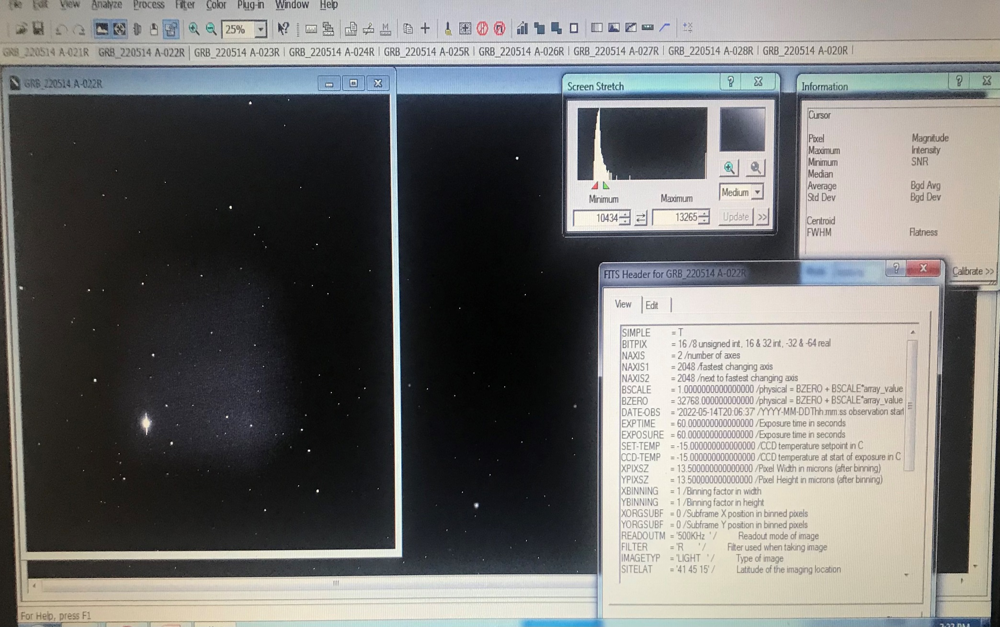 File Edit View Analyze Process Filter Color Plug-in Window Help
25%
GRB_220514 A-021R GRB_220514 A-022R GRB_220514 A-023R GRB_220514 A-024R GRB_220514 A-025R GRB_220514 A-026R GRB_220514 A-027R GRB_220514 A-028R GRB_220514 A-020R
GRB_220514 A-022R
Screen Stretch
Medium
Minimum Maximum
10434 13265 Update >>
Information
Cursor
Pixel Magnitude
Maximum Intensity
Minimum SNR
Median
Average Bgd Avg
Std Dev Bgd Dev
Centroid
FWHM Flatness
Calibrate >>
FITS Header for GRB_220514 A-022R
View Edit
SIMPLE = T
BITPIX = 16 /8 unsigned int, 16 & 32 int, -32 & -64 real
NAXIS = 2 /number of axes
NAXIS1 = 2048 /fastest changing axis
NAXIS2 = 2048 /next to fastest changing axis
BSCALE = 1.0000000000000000 /physical = BZERO + BSCALE*array_value
BZERO = 32768.000000000000 /physical = BZERO + BSCALE*array_value
DATE-OBS = '2022-05-14T20:06:37' /YYYY-MM-DDThh:mm:ss observation start
EXPTIME = 60.000000000000000 /Exposure time in seconds
EXPOSURE = 60.000000000000000 /Exposure time in seconds
SET-TEMP = -15.000000000000000 /CCD temperature setpoint in C
CCD-TEMP = -15.000000000000000 /CCD temperature at start of exposure in C
XPIXSZ = 13.500000000000000 /Pixel Width in microns (after binning)
YPIXSZ = 13.500000000000000 /Pixel Height in microns (after binning)
XBINNING = 1 /Binning factor in width
YBINNING = 1 /Binning factor in height
XORGSUBF = 0 /Subframe X position in binned pixels
YORGSUBF = 0 /Subframe Y position in binned pixels
READOUTM = '500KHz ' / Readout mode of image
FILTER = 'R ' / Filter used when taking image
IMAGETYP = 'LIGHT ' / Type of image
SITELAT = '41 45 15' / Latitude of the imaging location
For Help, press F1